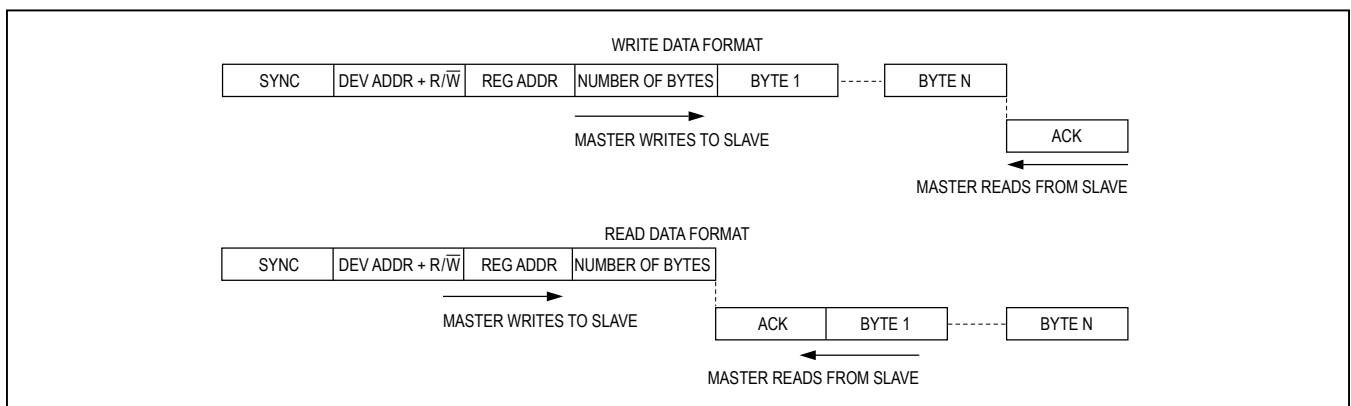 WRITE DATA FORMAT
SYNC DEV ADDR + R/W̅ REG ADDR NUMBER OF BYTES BYTE 1 BYTE N
MASTER WRITES TO SLAVE
ACK
MASTER READS FROM SLAVE
READ DATA FORMAT
SYNC DEV ADDR + R/W̅ REG ADDR NUMBER OF BYTES
MASTER WRITES TO SLAVE
ACK BYTE 1 BYTE N
MASTER READS FROM SLAVE